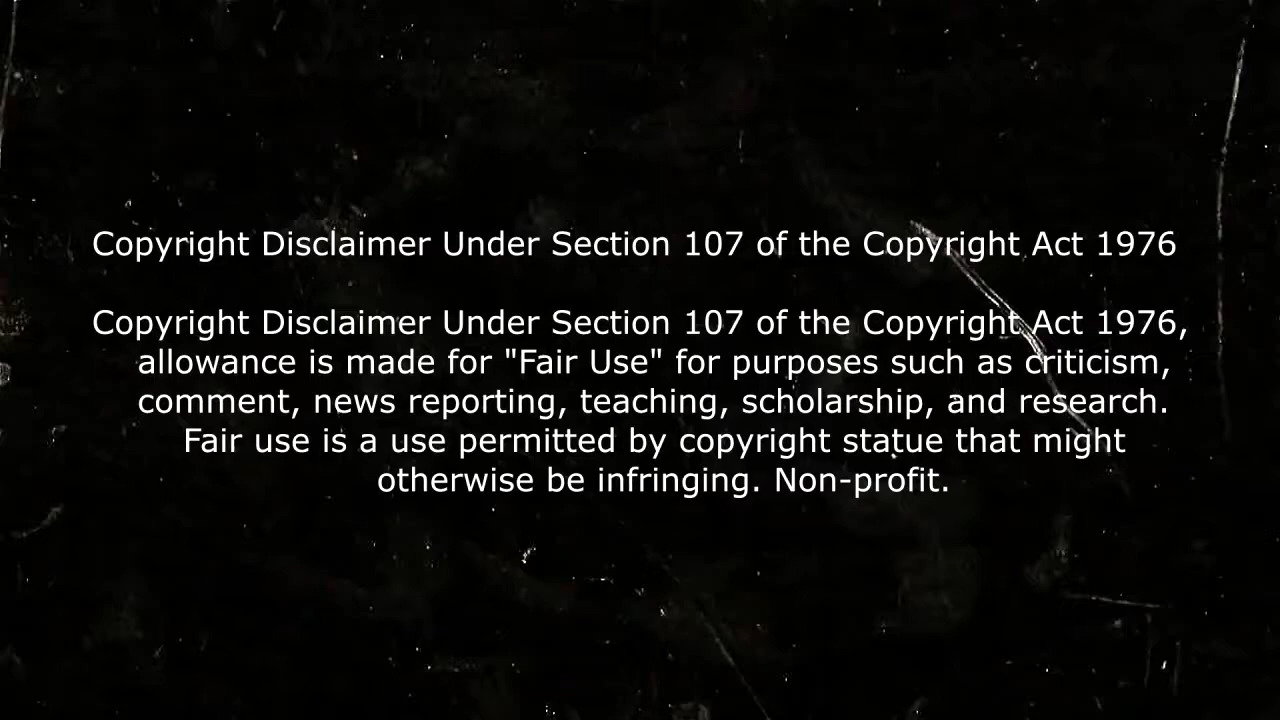 Copyright Disclaimer Under Section 107 of the Copyright Act 1976
Copyright Disclaimer Under Section 107 of the Copyright Act 1976,
allowance is made for "Fair Use" for purposes such as criticism,
comment, news reporting, teaching, scholarship, and research.
Fair use is a use permitted by copyright statue that might
otherwise be infringing. Non-profit.